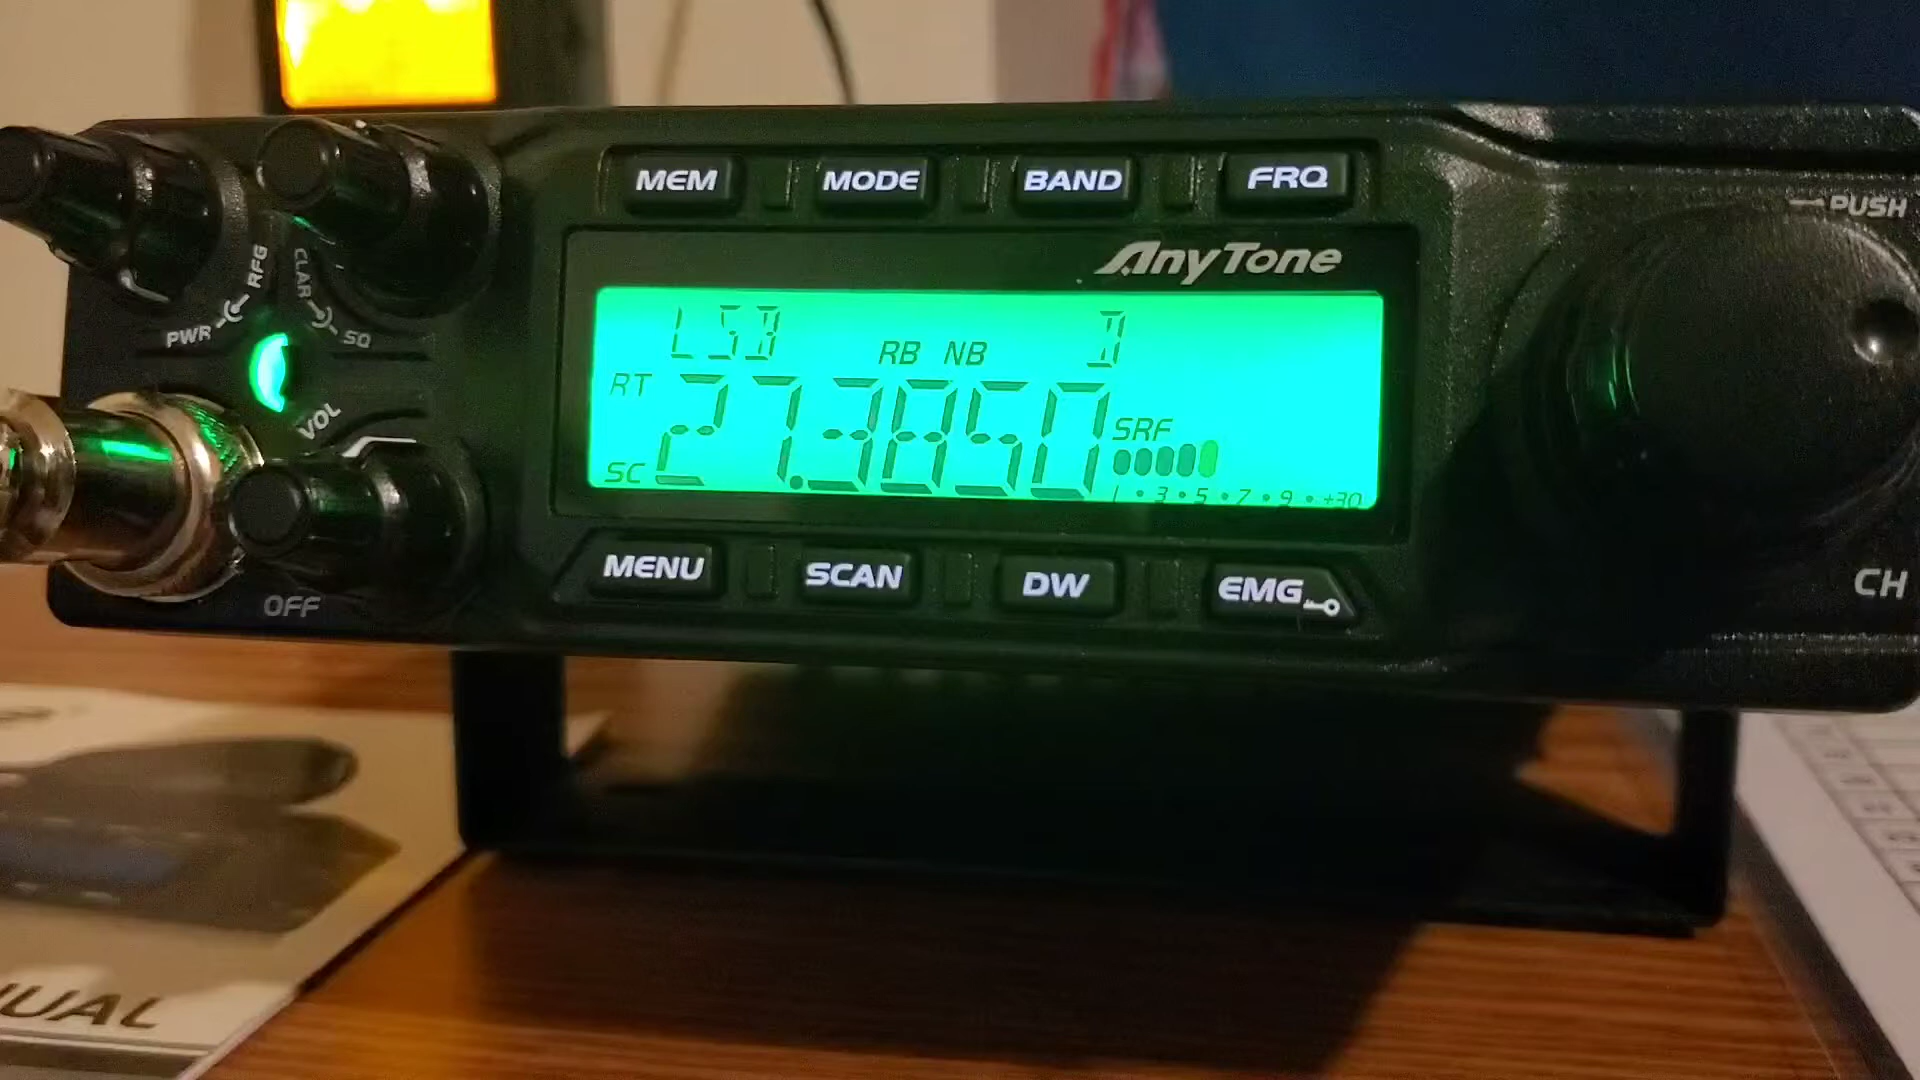 MEM MODE BAND FRQ
PUSH
AnyTone
RFG CLAR
PWR SQ
LSB RB NB D
RT
27.3850
SRF
SC
1 • 3 • 5 • 7 • 9 • +30
VOL
MENU SCAN DW EMG
CH
OFF
UAL